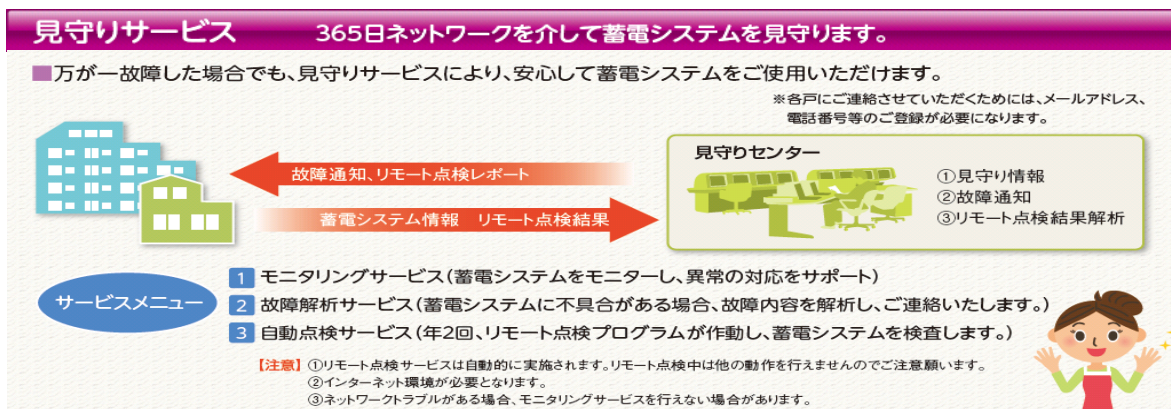 見守りサービス 365日ネットワークを介して蓄電システムを見守ります。
■万が一故障した場合でも、見守りサービスにより、安心して蓄電システムをご使用いただけます。
※各戸にご連絡させていただくためには、メールアドレス、
電話番号等のご登録が必要になります。
故障通知、リモート点検レポート
蓄電システム情報 リモート点検結果
見守りセンター
①見守り情報
②故障通知
③リモート点検結果解析
サービスメニュー
1 モニタリングサービス(蓄電システムをモニターし、異常の対応をサポート)
2 故障解析サービス(蓄電システムに不具合がある場合、故障内容を解析し、ご連絡いたします。)
3 自動点検サービス(年2回、リモート点検プログラムが作動し、蓄電システムを検査します。)
【注意】①リモート点検サービスは自動的に実施されます。リモート点検中は他の動作を行えませんのでご注意願います。
②インターネット環境が必要となります。
③ネットワークトラブルがある場合、モニタリングサービスを行えない場合があります。